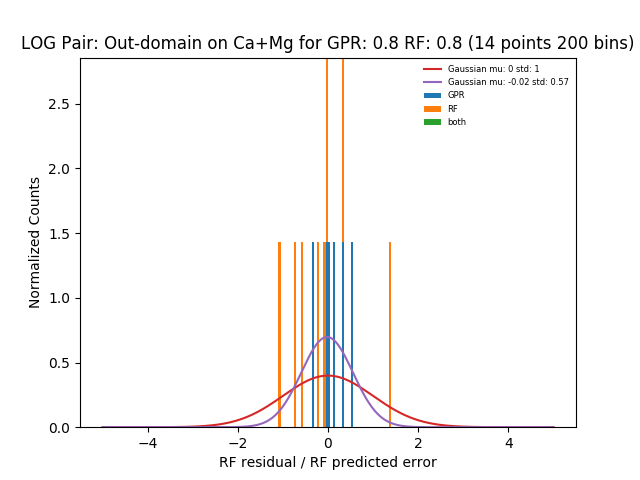 LOG Pair: Out-domain on Ca+Mg for GPR: 0.8 RF: 0.8 (14 points 200 bins)
Gaussian mu: 0 std: 1
Gaussian mu: -0.02 std: 0.57
GPR
RF
both
Normalized Counts
2.5
2.0
1.5
1.0
0.5
0.0
−4
−2
0
2
4
RF residual / RF predicted error